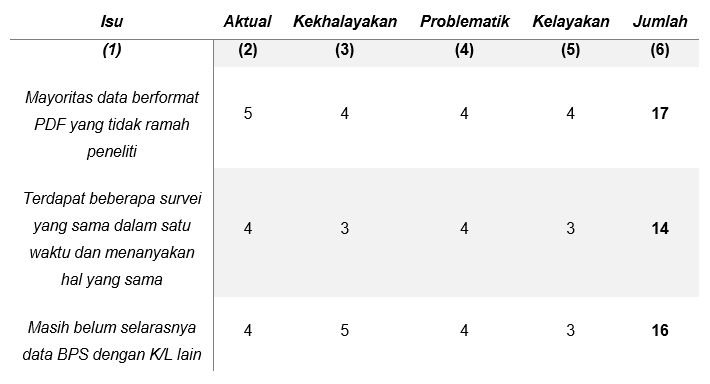 Isu Aktual Kekhalayakan Problematik Kelayakan Jumlah
(1) (2) (3) (4) (5) (6)
Mayoritas data berformat
PDF yang tidak ramah
peneliti
5 4 4 4 17
Terdapat beberapa survei
yang sama dalam satu
waktu dan menanyakan
hal yang sama
4 3 4 3 14
Masih belum selarasnya
data BPS dengan K/L lain
4 5 4 3 16